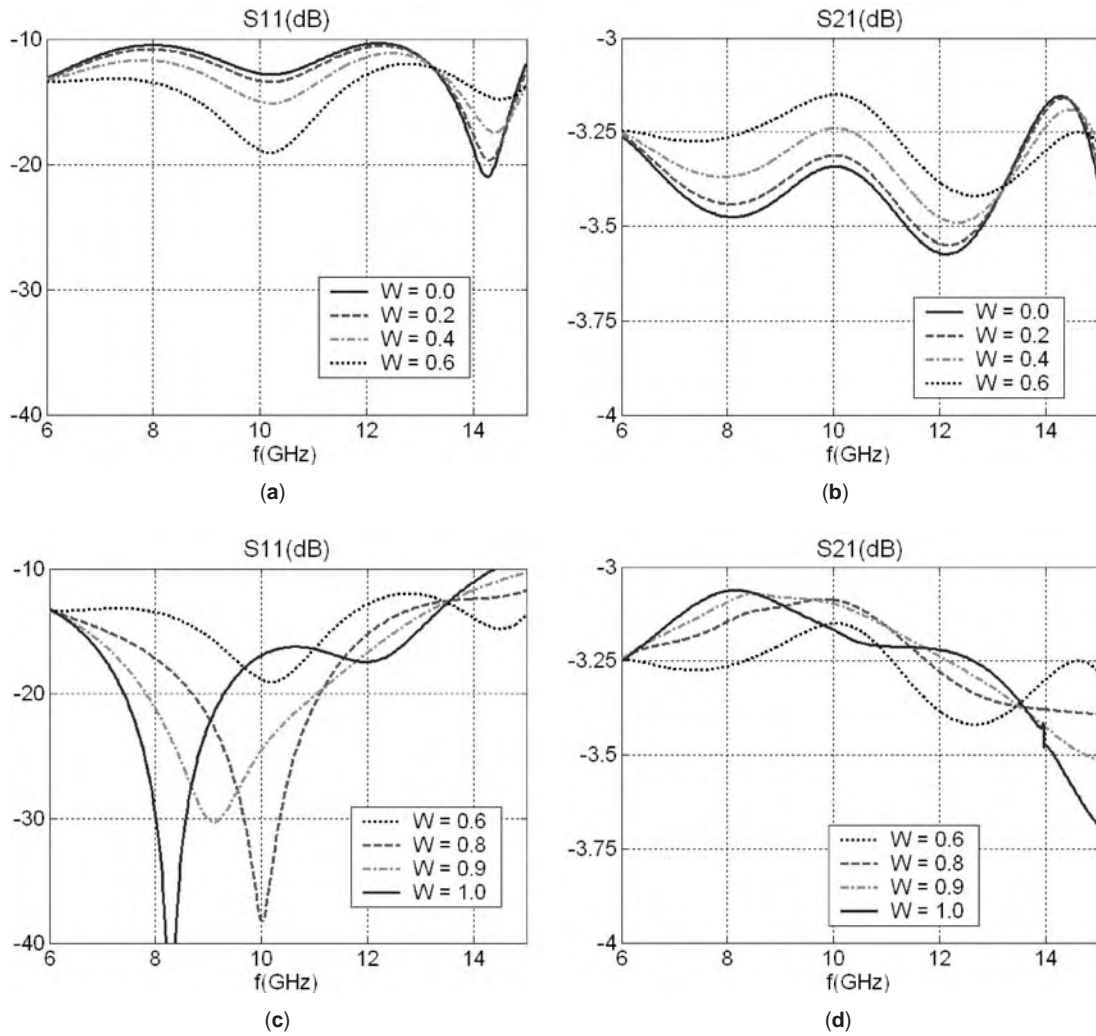 S11(dB)
-10
-20
-30
-40
6 8 10 12 14
f(GHz)
W = 0.0
W = 0.2
W = 0.4
W = 0.6
(a)
S21(dB)
-3
-3.25
-3.5
-3.75
-4
6 8 10 12 14
f(GHz)
W = 0.0
W = 0.2
W = 0.4
W = 0.6
(b)
S11(dB)
-10
-20
-30
-40
6 8 10 12 14
f(GHz)
W = 0.6
W = 0.8
W = 0.9
W = 1.0
(c)
S21(dB)
-3
-3.25
-3.5
-3.75
-4
6 8 10 12 14
f(GHz)
W = 0.6
W = 0.8
W = 0.9
W = 1.0
(d)